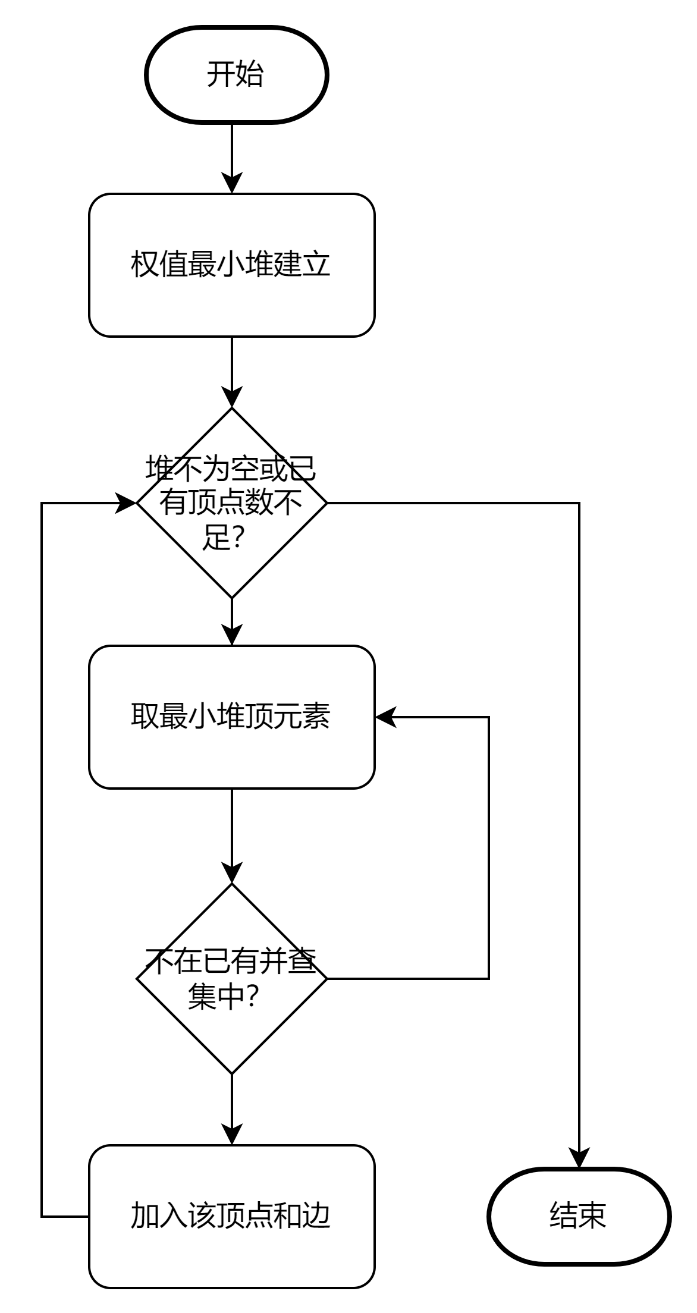 开始
权值最小堆建立
堆不为空或已
有顶点数不
足?
取最小堆顶元素
不在已有并查
集中?
加入该顶点和边
结束